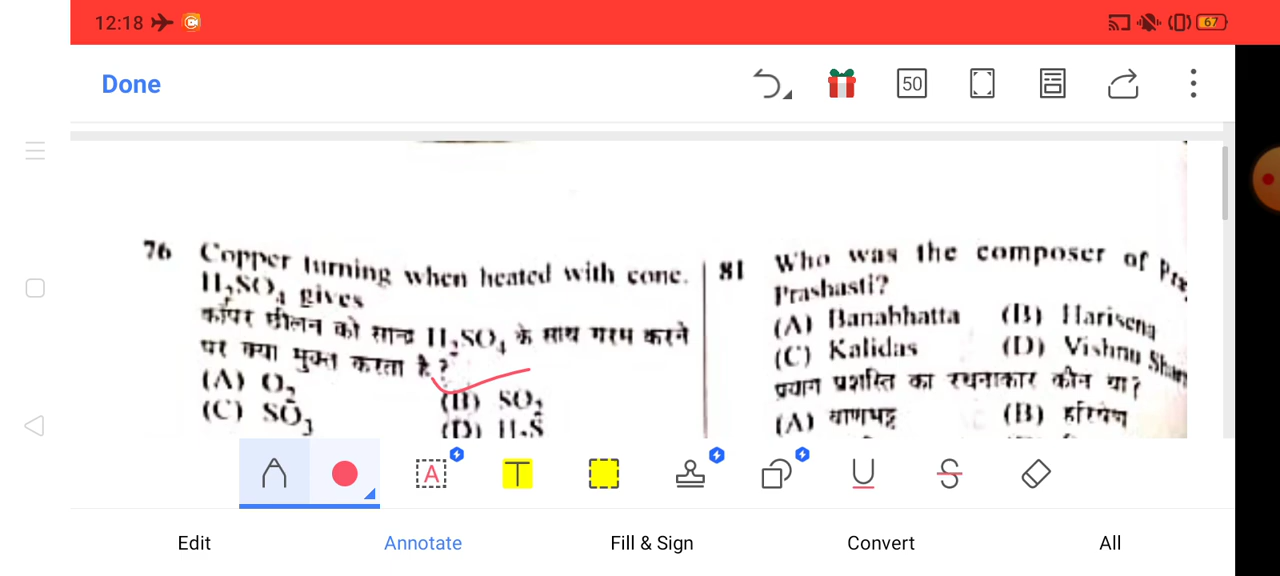 12:18
67
Done
50
76 Copper turning when heated with conc.
H₂SO₄ gives
कॉपर छीलन को सान्द्र H₂SO₄ के साथ गरम करने
पर क्या मुक्त करता है ?
(A) O₂
(B) SO₂
(C) SO₃
(D) H₂S
81 Who was the composer of
Prashasti?
(A) Banabhatta (B) Harisena
(C) Kalidas (D) Vishnu
प्रयाग प्रशस्ति का रचनाकार कौन था?
(A) वाणभट्ट (B) हरिषेण
A
T
U
S
Edit
Annotate
Fill & Sign
Convert
All